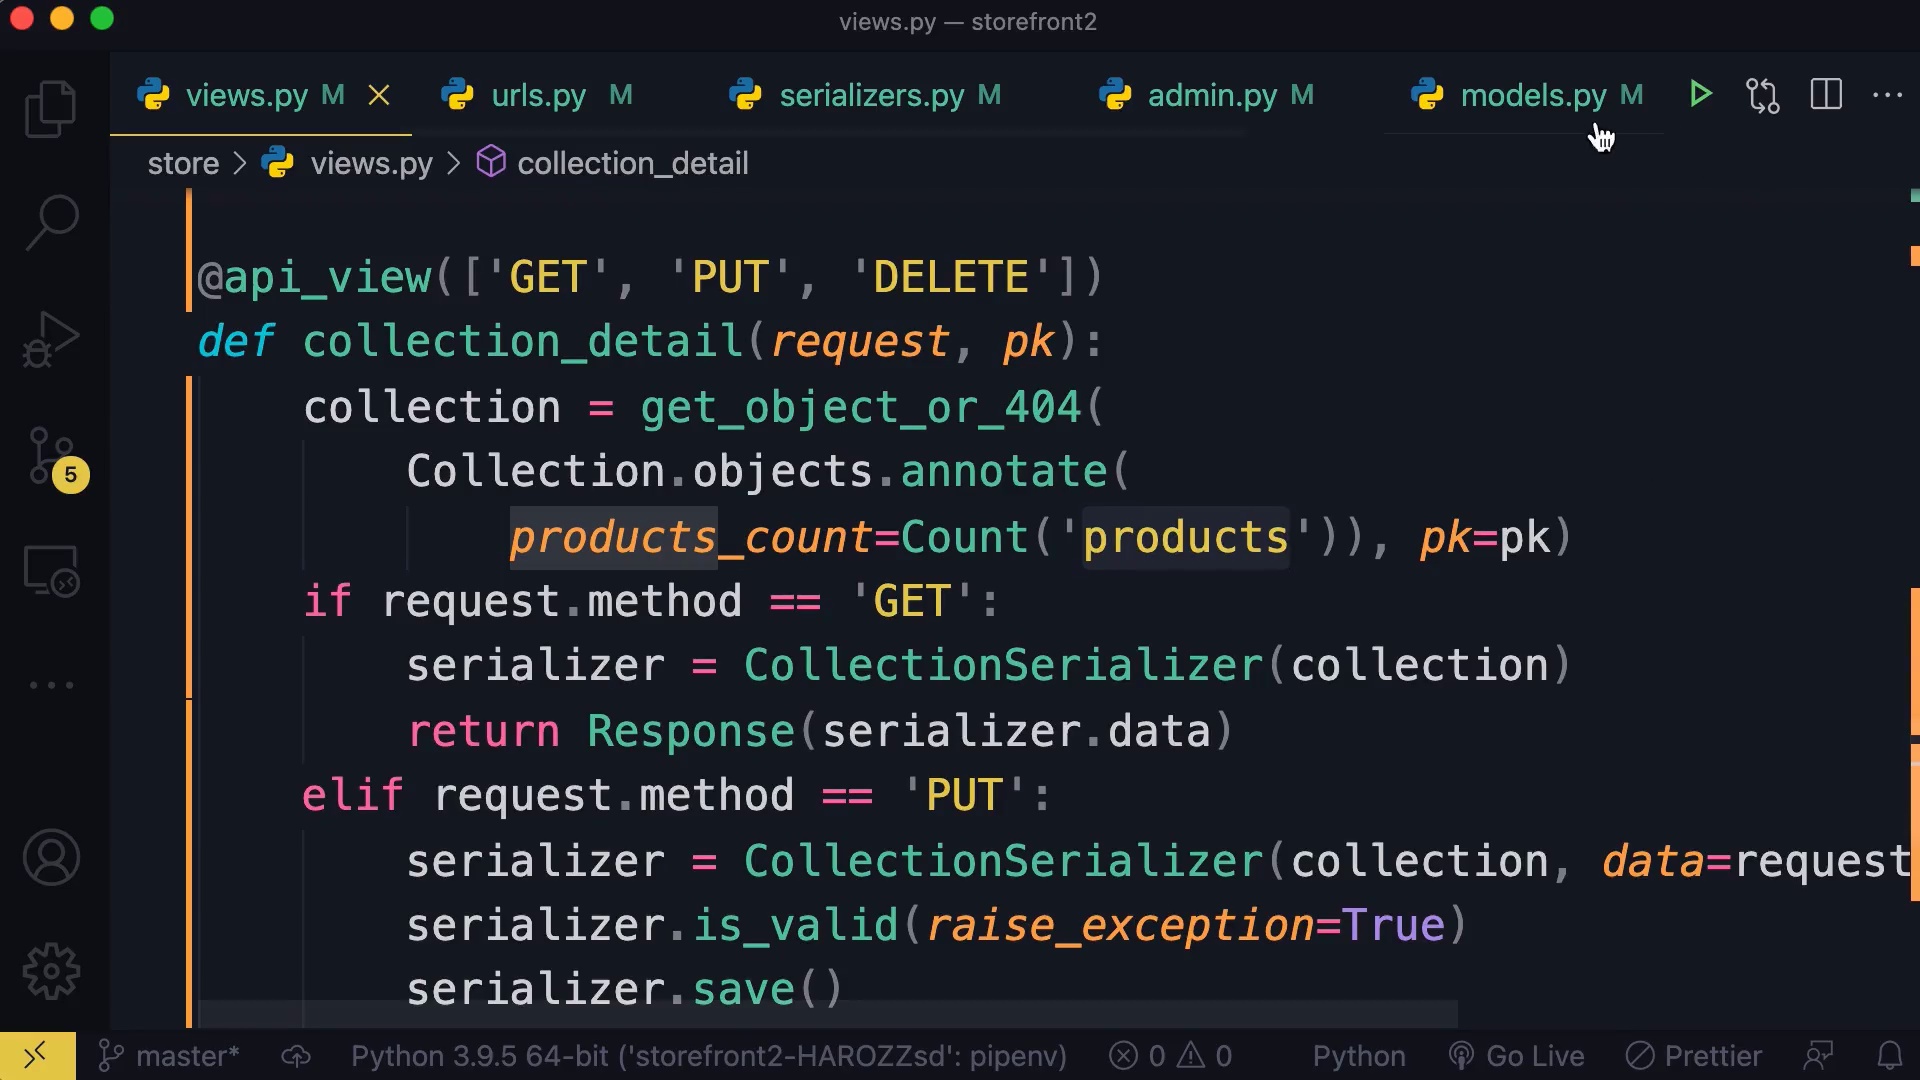 views.py — storefront2
views.py M urls.py M serializers.py M admin.py M models.py M
store > views.py > collection_detail
@api_view(['GET', 'PUT', 'DELETE'])
def collection_detail(request, pk):
    collection = get_object_or_404(
        Collection.objects.annotate(
            products_count=Count('products')), pk=pk)
    if request.method == 'GET':
        serializer = CollectionSerializer(collection)
        return Response(serializer.data)
    elif request.method == 'PUT':
        serializer = CollectionSerializer(collection, data=request
        serializer.is_valid(raise_exception=True)
        serializer.save()
5
master* Python 3.9.5 64-bit ('storefront2-HAROZZsd': pipenv) 0 0 Python Go Live Prettier